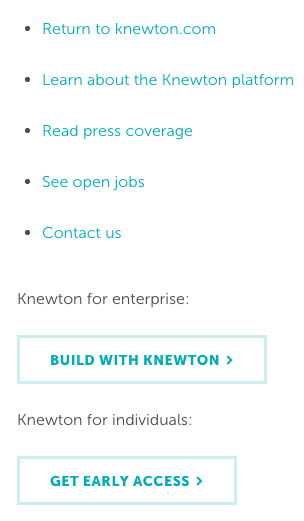 Return to knewton.com
Learn about the Knewton platform
Read press coverage
See open jobs
Contact us
Knewton for enterprise:
BUILD WITH KNEWTON >
Knewton for individuals:
GET EARLY ACCESS >